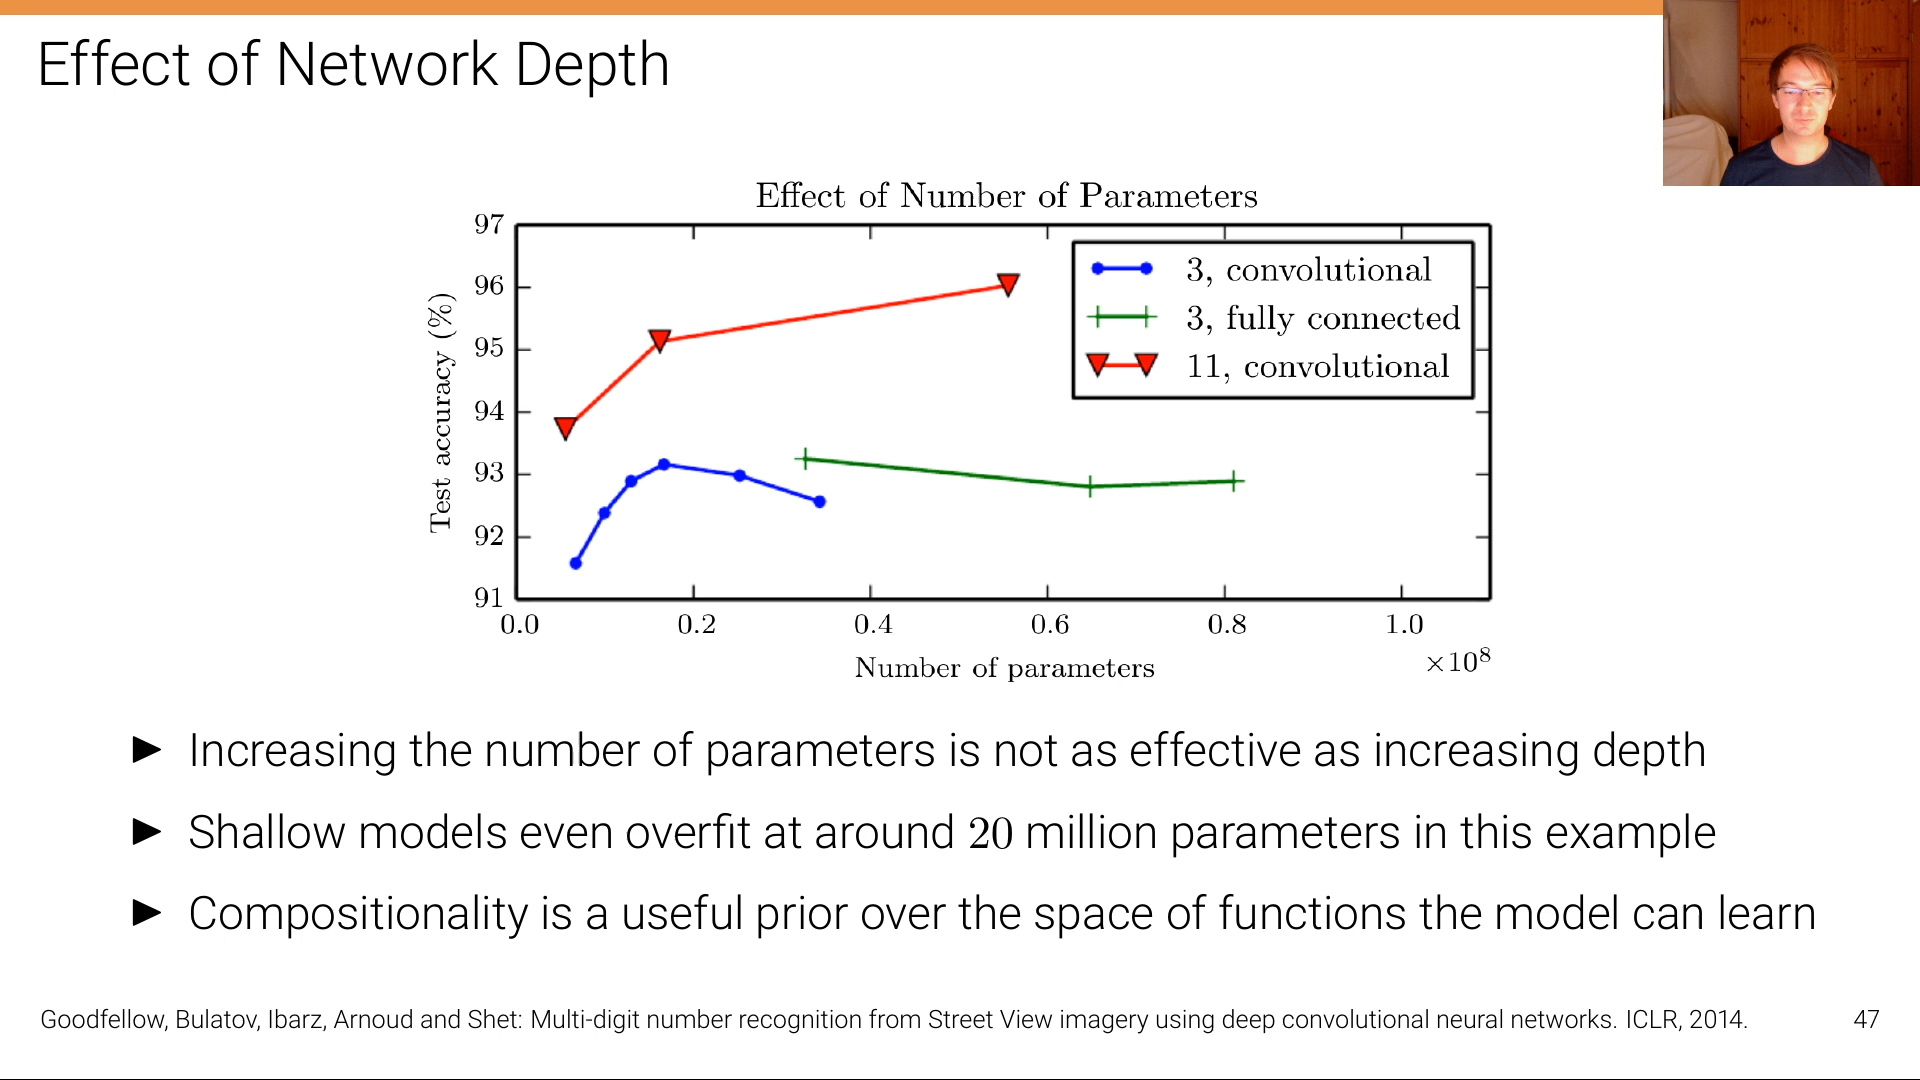 Effect of Network Depth
Effect of Number of Parameters
97
96
95
94
93
92
91
Test accuracy (%)
3, convolutional
3, fully connected
11, convolutional
0.0 0.2 0.4 0.6 0.8 1.0
×10⁸
Number of parameters
► Increasing the number of parameters is not as effective as increasing depth
► Shallow models even overfit at around 20 million parameters in this example
► Compositionality is a useful prior over the space of functions the model can learn
Goodfellow, Bulatov, Ibarz, Arnoud and Shet: Multi-digit number recognition from Street View imagery using deep convolutional neural networks. ICLR, 2014.
47